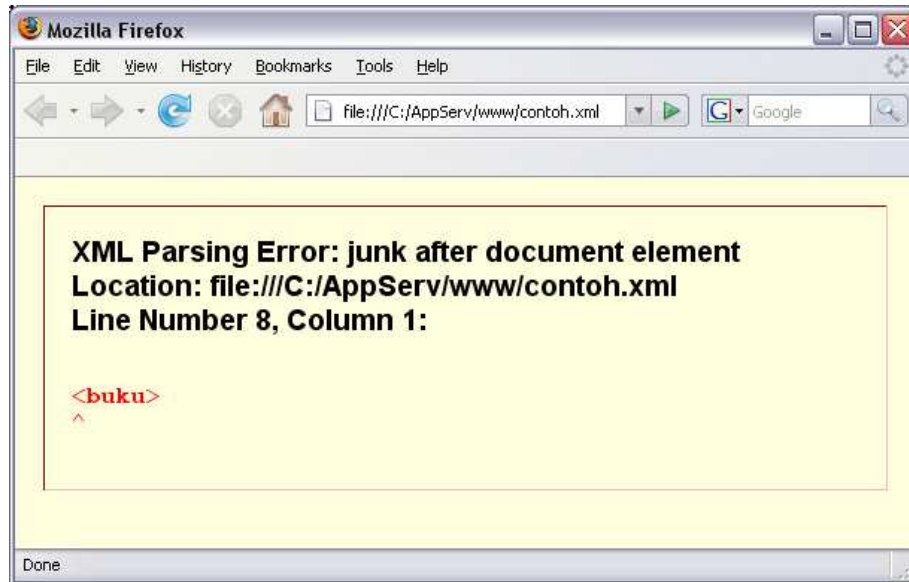 Mozilla Firefox
File Edit View History Bookmarks Tools Help
file:///C:/AppServ/www/contoh.xml G Google
XML Parsing Error: junk after document element
Location: file:///C:/AppServ/www/contoh.xml
Line Number 8, Column 1:
<buku>
^
Done